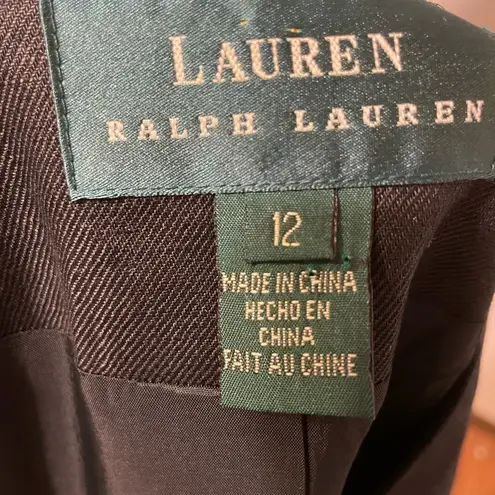 LAUREN
RALPH LAUREN
12
MADE IN CHINA
HECHO EN
CHINA
FAIT AU CHINE